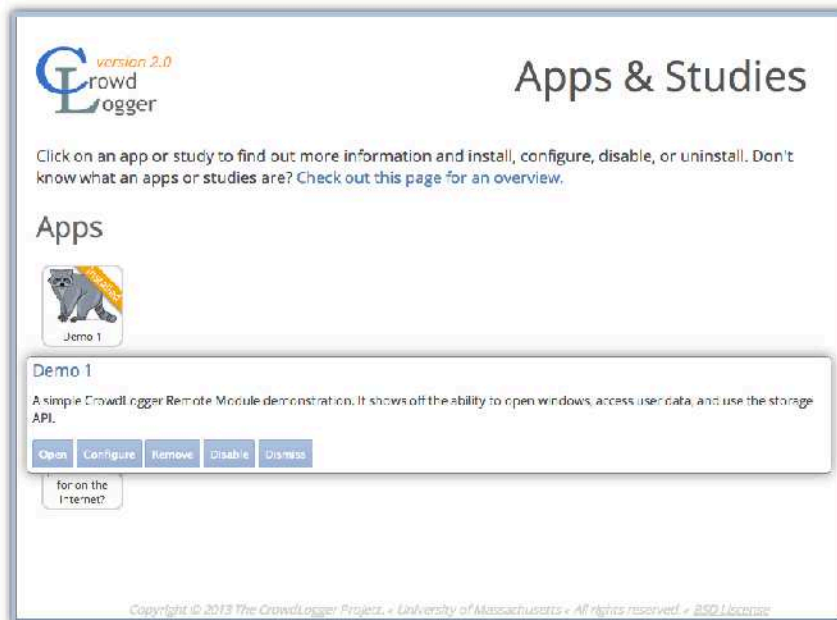 version 2.0
Crowd
Logger
Apps & Studies
Click on an app or study to find out more information and install, configure, disable, or uninstall. Don't
know what an apps or studies are? Check out this page for an overview.
Apps
Installed
Demo 1
Demo 1
A simple CrowdLogger Remote Module demonstration. It shows off the ability to open windows, access user data, and use the storage
API.
Open Configure Remove Disable Dismiss
for on the
Internet?
Copyright © 2013 The CrowdLogger Project. « University of Massachusetts « All rights reserved. « BSD Liscense